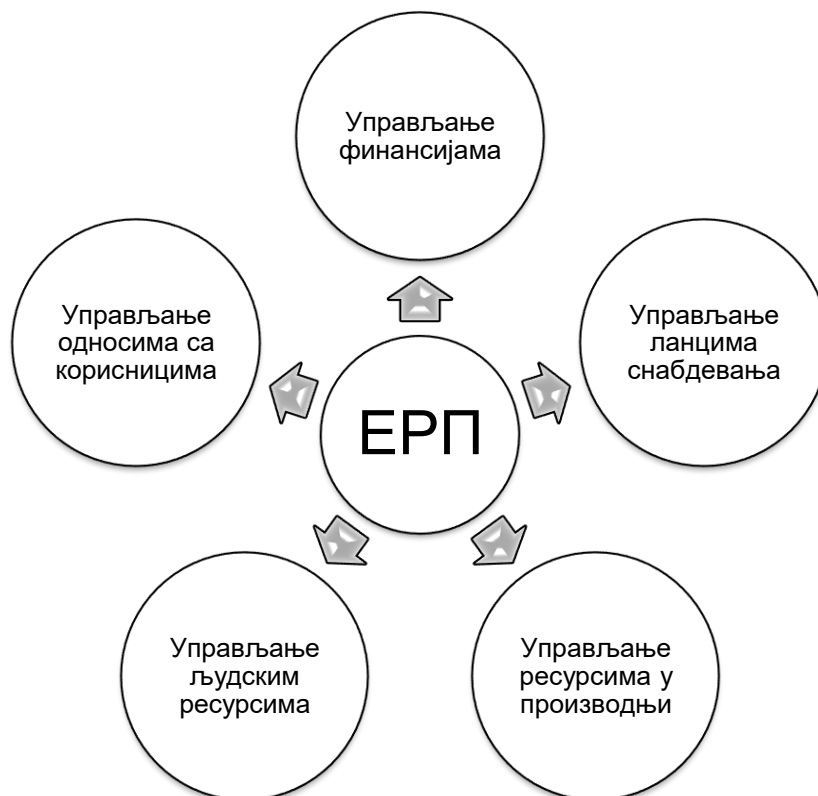 Управљање
финансијама
Управљање
односима са
корисницима
Управљање
ланцима
снабдевања
ЕРП
Управљање
људским
ресурсима
Управљање
ресурсима у
производњи